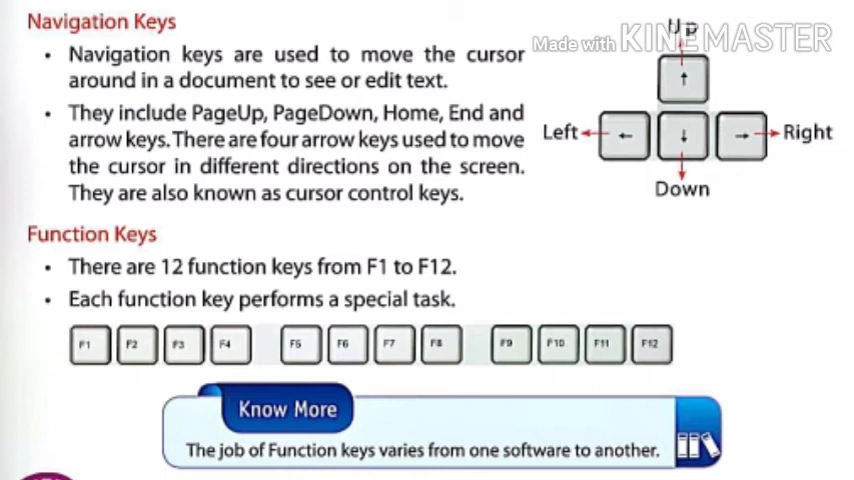 Navigation Keys
• Navigation keys are used to move the cursor
around in a document to see or edit text.
• They include PageUp, PageDown, Home, End and
arrow keys. There are four arrow keys used to move
the cursor in different directions on the screen.
They are also known as cursor control keys.
Made with KINEMASTER
Up
↑
Left ← ↓ → Right
Down
Function Keys
• There are 12 function keys from F1 to F12.
• Each function key performs a special task.
F1 F2 F3 F4 F5 F6 F7 F8 F9 F10 F11 F12
Know More
The job of Function keys varies from one software to another.